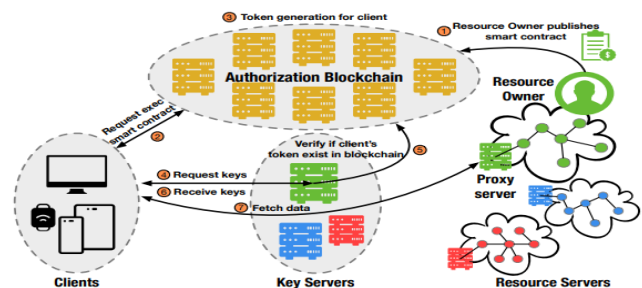 ③ Token generation for client
① Resource Owner publishes
smart contract
$
Authorization Blockchain
Resource
Owner
Request exec
smart contract
②
Verify if client's
token exist in blockchain
⑤
④ Request keys
⑥ Receive keys
⑦ Fetch data
Proxy
server
Clients
Key Servers
Resource Servers